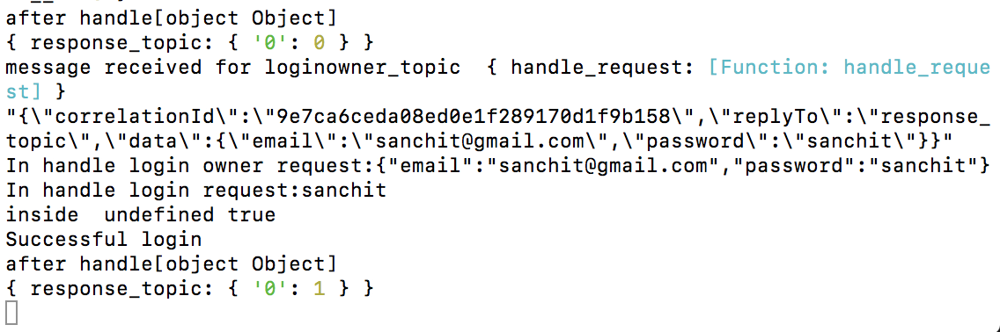 after handle[object Object]
{ response_topic: { '0': 0 } }
message received for loginowner_topic  { handle_request: [Function: handle_reque
st] }
"{\"correlationId\":\"9e7ca6ceda08ed0e1f289170d1f9b158\",\"replyTo\":\"response_
topic\",\"data\":{\"email\":\"sanchit@gmail.com\",\"password\":\"sanchit\"}}"
In handle login owner request:{"email":"sanchit@gmail.com","password":"sanchit"}
In handle login request:sanchit
inside  undefined true
Successful login
after handle[object Object]
{ response_topic: { '0': 1 } }